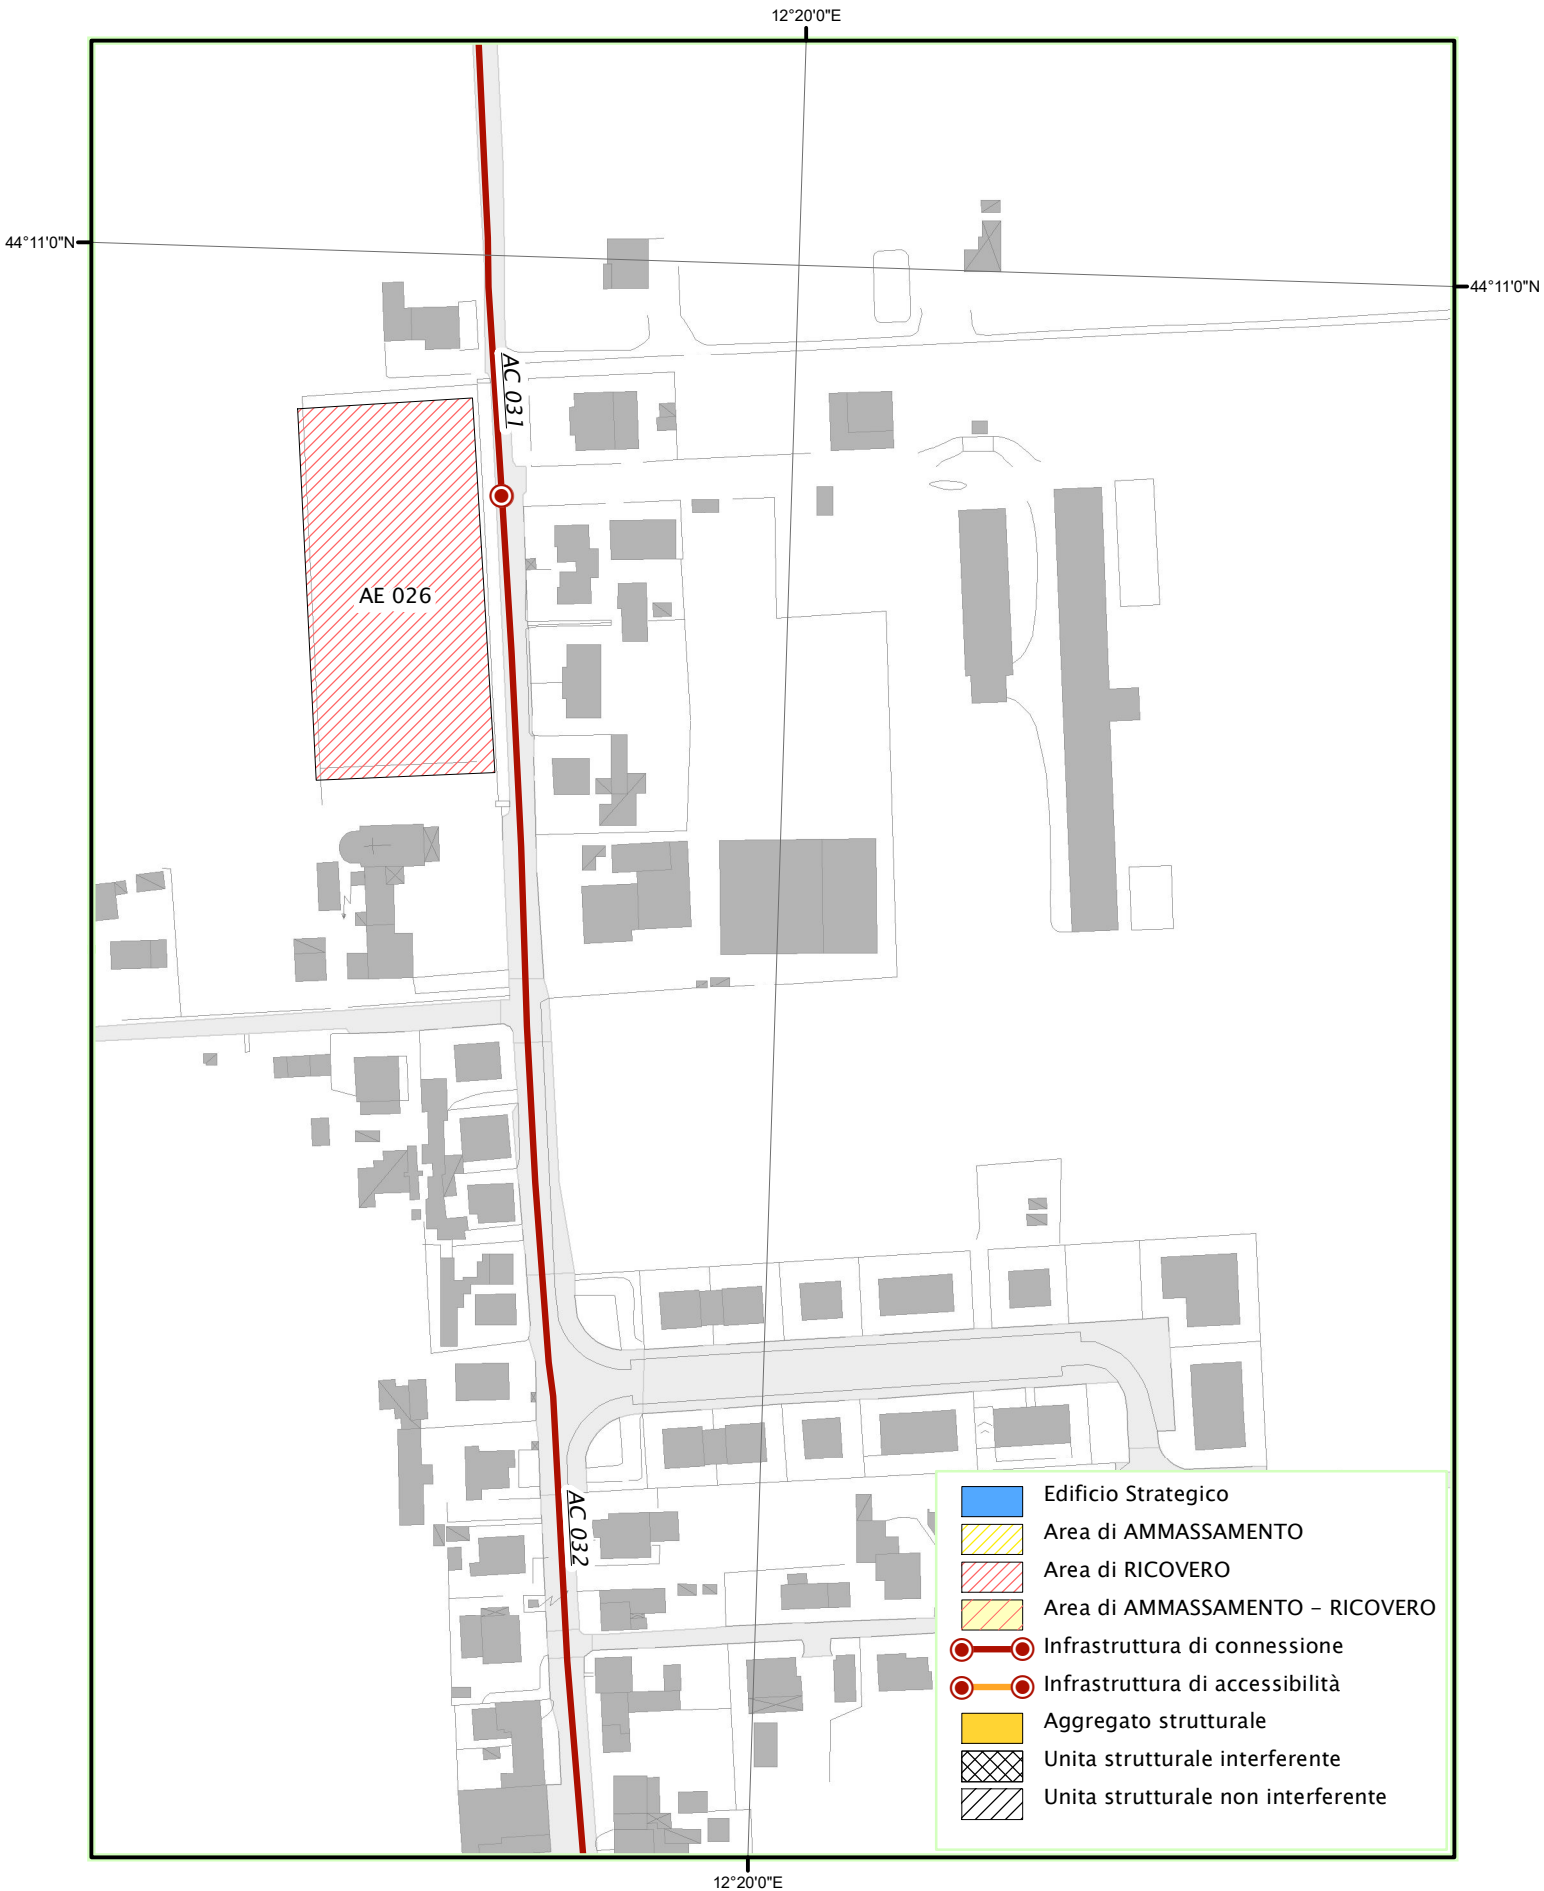 12°20'0"E
44°11'0"N
44°11'0"N
AC 031
AE 026
AC 032
Edificio Strategico
Area di AMMASSAMENTO
Area di RICOVERO
Area di AMMASSAMENTO - RICOVERO
Infrastruttura di connessione
Infrastruttura di accessibilità
Aggregato strutturale
Unita strutturale interferente
Unita strutturale non interferente
12°20'0"E